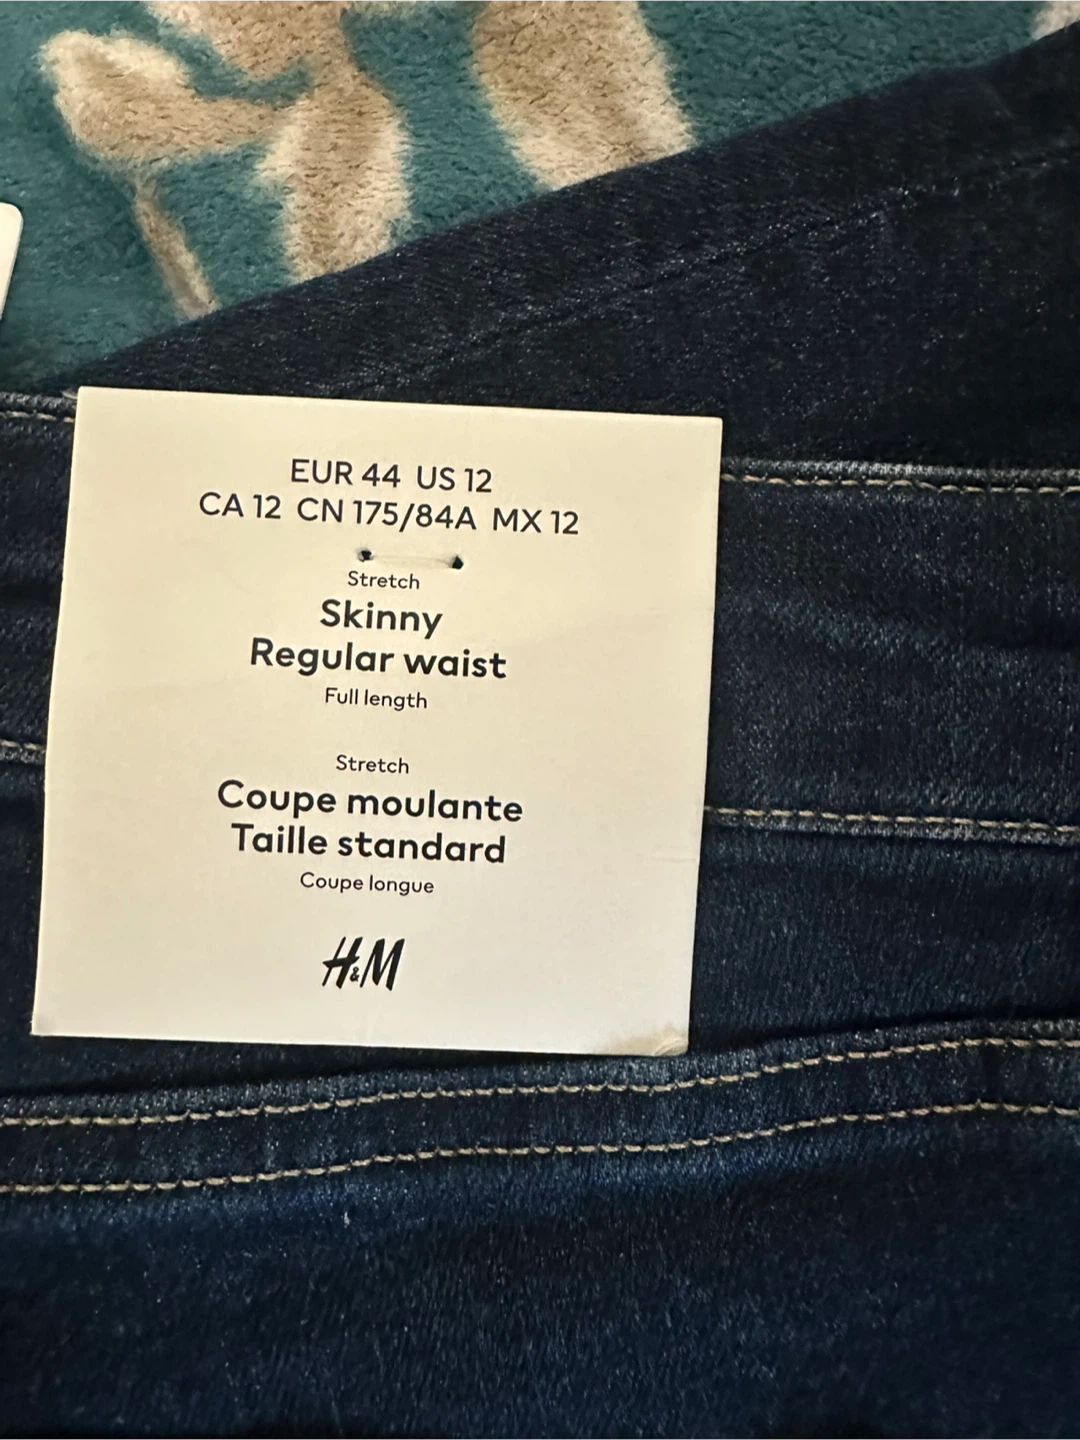 EUR 44 US 12
CA 12 CN 175/84A MX 12
Stretch
Skinny
Regular waist
Full length
Stretch
Coupe moulante
Taille standard
Coupe longue
H&M